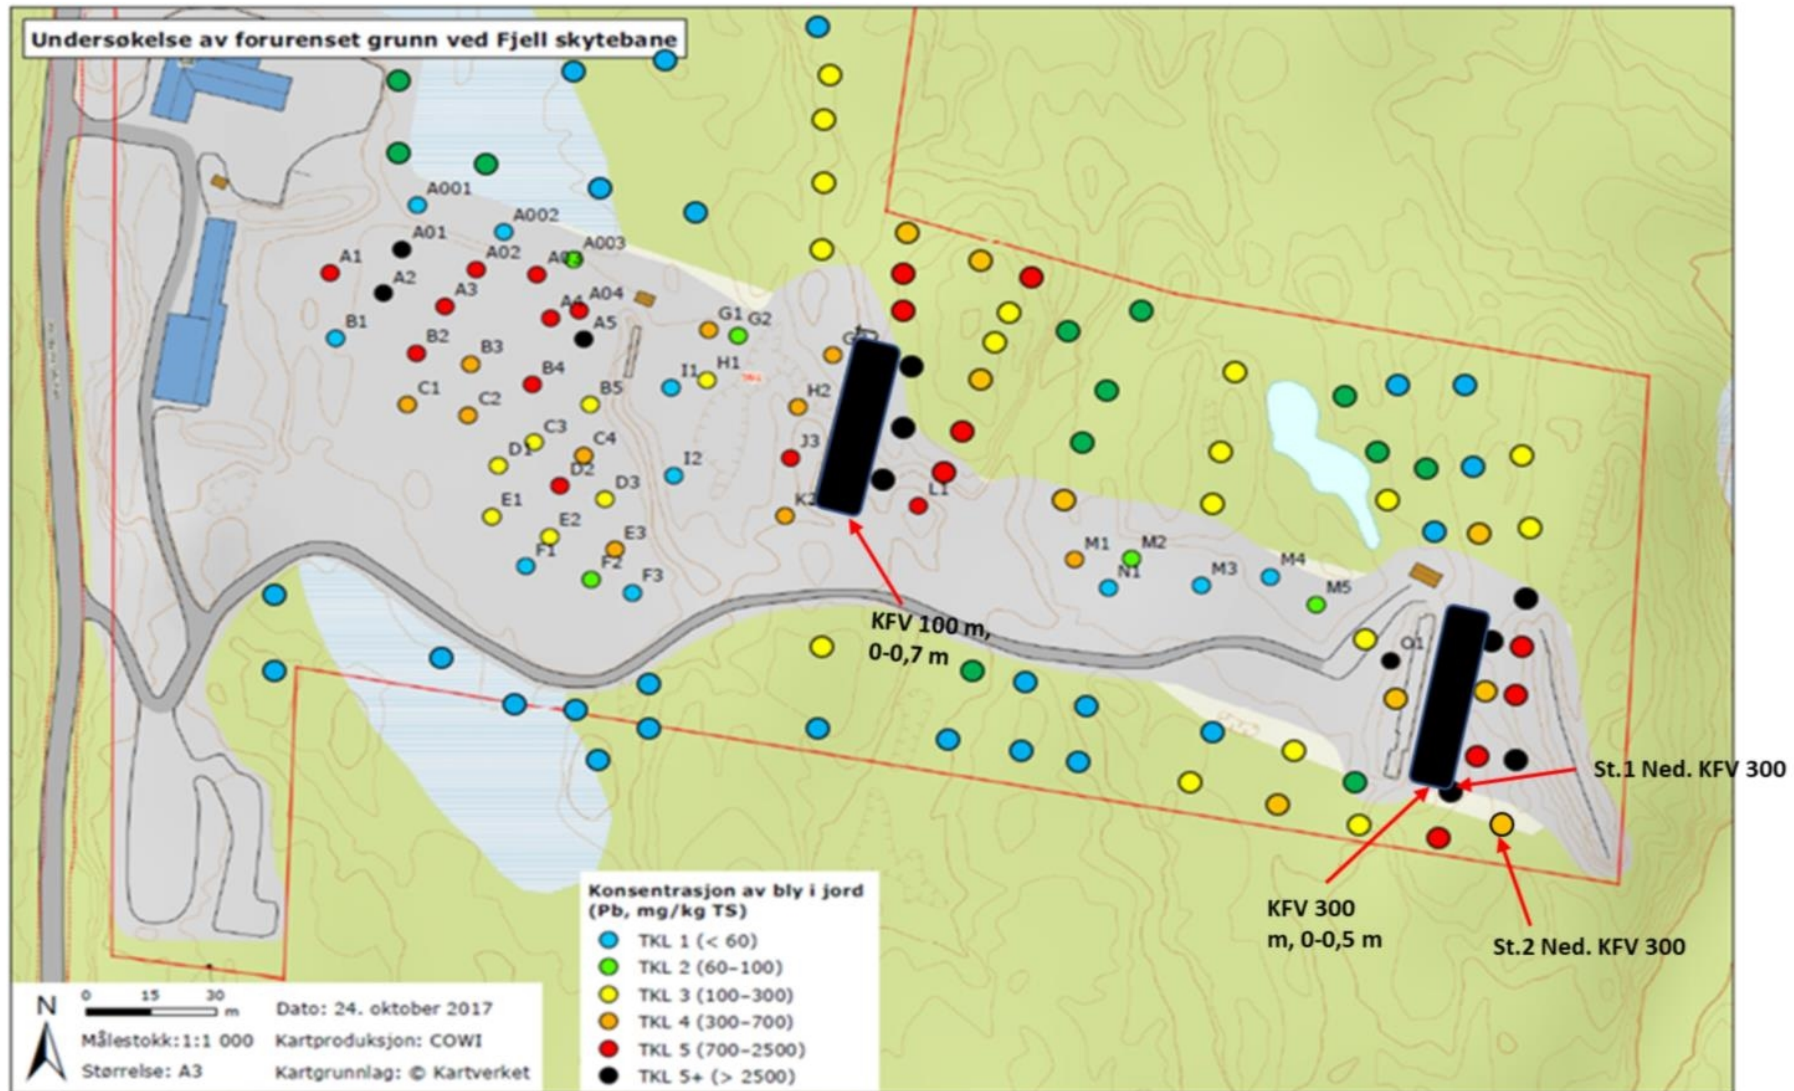 Undersøkelse av forurenset grunn ved Fjell skytebane
A001
A002
A01
A003
A1
A02
A03
A2
A3
A4
A04
A5
G1
G2
B1
B2
B3
B4
B5
I1
H1
H2
C1
C2
C3
C4
J3
D1
D2
D3
I2
L1
E1
E2
E3
F1
F2
F3
M1
M2
N1
M3
M4
M5
O1
KFV 100 m,
0-0,7 m
St.1 Ned. KFV 300
KFV 300
m, 0-0,5 m
St.2 Ned. KFV 300
Konsentrasjon av bly i jord
(Pb, mg/kg TS)
TKL 1 (< 60)
TKL 2 (60–100)
TKL 3 (100–300)
TKL 4 (300–700)
TKL 5 (700–2500)
TKL 5+ (> 2500)
N
0 15 30
m
Målestokk:1:1 000
Størrelse: A3
Dato: 24. oktober 2017
Kartproduksjon: COWI
Kartgrunnlag: © Kartverket